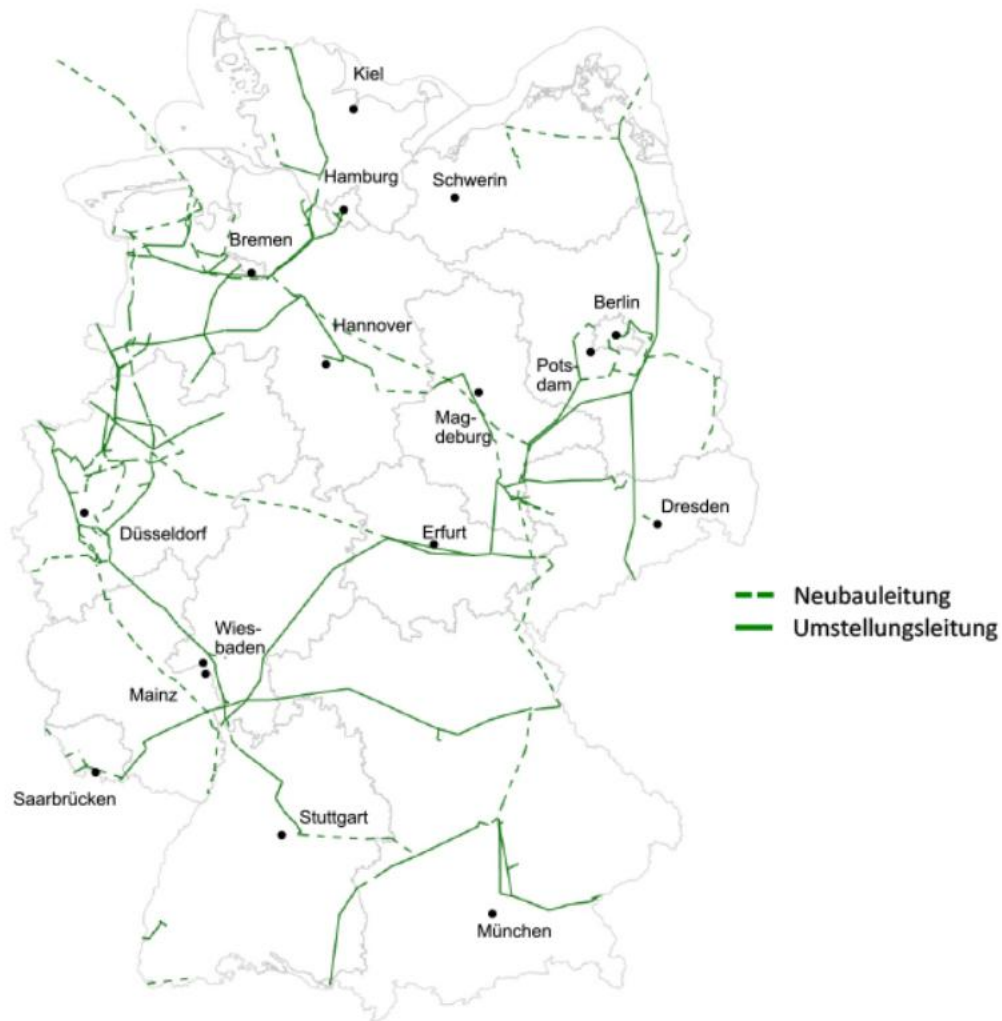 Kiel
Hamburg
Schwerin
Bremen
Berlin
Hannover
Pots-
dam
Mag-
deburg
Dresden
Düsseldorf
Erfurt
Neubauleitung
Umstellungsleitung
Wies-
baden
Mainz
Saarbrücken
Stuttgart
München